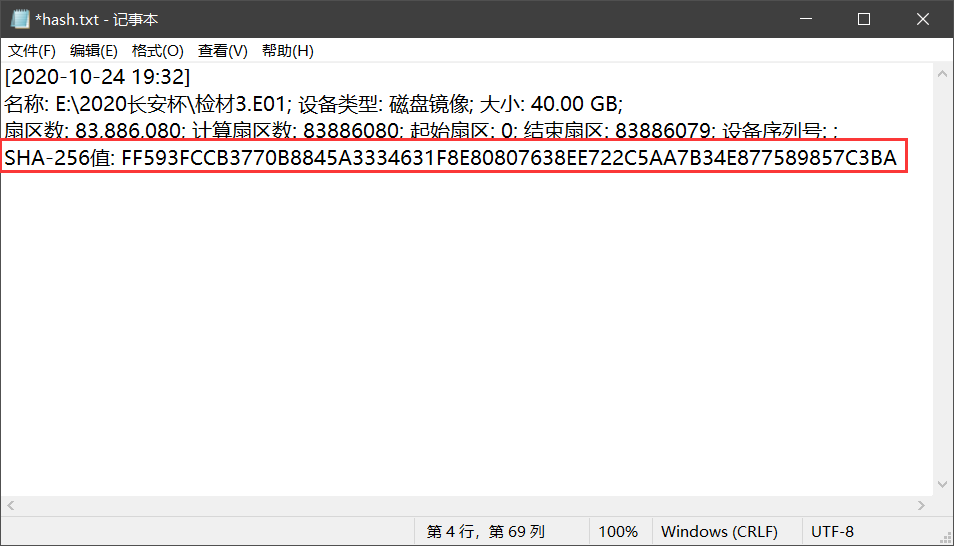 *hash.txt - 记事本
文件(F) 编辑(E) 格式(O) 查看(V) 帮助(H)
[2020-10-24 19:32]
名称: E:\2020长安杯\检材3.E01; 设备类型: 磁盘镜像; 大小: 40.00 GB;
扇区数: 83,886,080; 计算扇区数: 83886080; 起始扇区: 0; 结束扇区: 83886079; 设备序列号: ;
SHA-256值: FF593FCCB3770B8845A3334631F8E80807638EE722C5AA7B34E877589857C3BA
第 4 行，第 69 列 100% Windows (CRLF) UTF-8